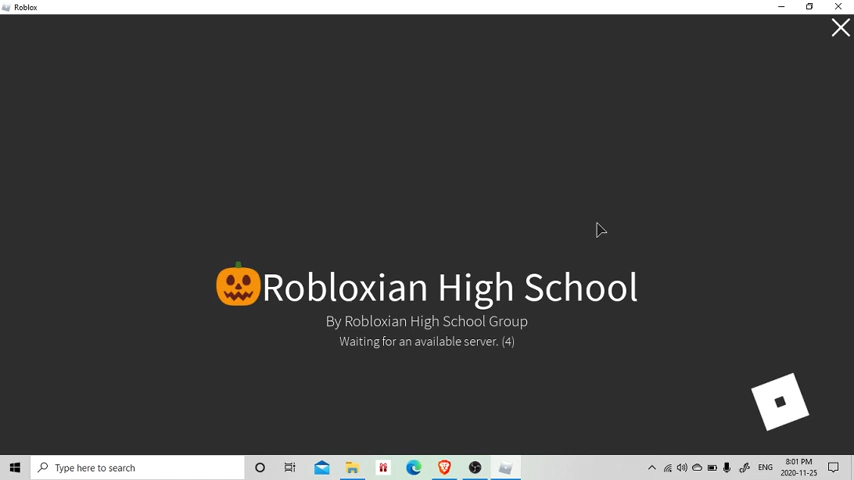 Roblox
🎃Robloxian High School
By Robloxian High School Group
Waiting for an available server. (4)
Type here to search
ENG
8:01 PM
2020-11-25